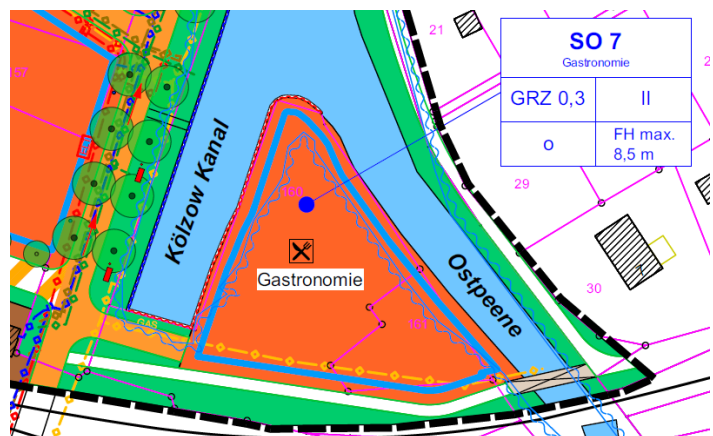 21
SO 7
Gastronomie
GRZ 0,3
II
o
FH max.
8,5 m
157
Kölzow Kanal
160
29
Gastronomie
Ostpeene
30
GAS
161